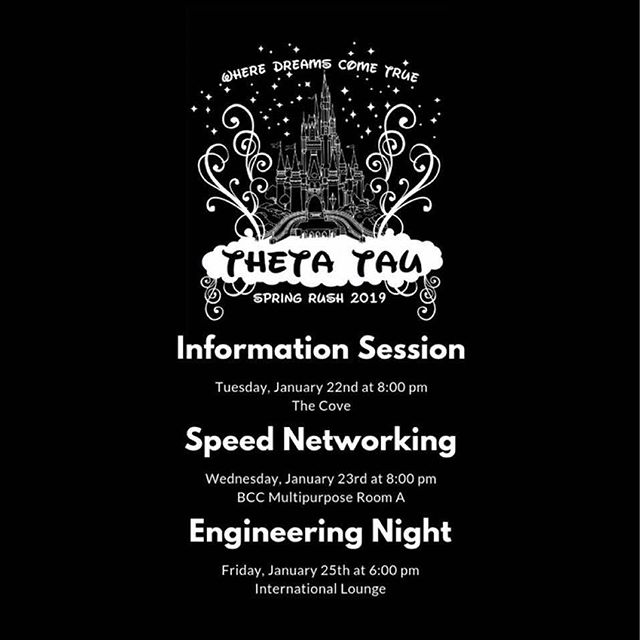 WHERE DREAMS COME TRUE
THETA TAU
SPRING RUSH 2019
Information Session
Tuesday, January 22nd at 8:00 pm
The Cove
Speed Networking
Wednesday, January 23rd at 8:00 pm
BCC Multipurpose Room A
Engineering Night
Friday, January 25th at 6:00 pm
International Lounge